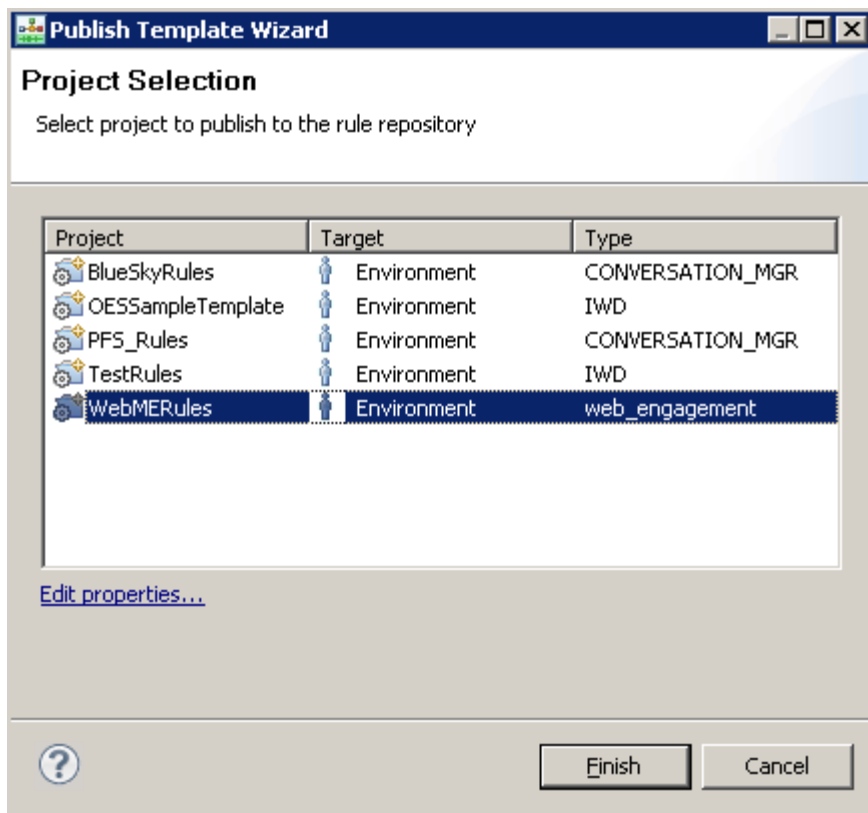 Publish Template Wizard
Project Selection
Select project to publish to the rule repository
Project Target Type
BlueSkyRules Environment CONVERSATION_MGR
OESSampleTemplate Environment IWD
PFS_Rules Environment CONVERSATION_MGR
TestRules Environment IWD
WebMERules Environment web_engagement
Edit properties...
? Finish Cancel